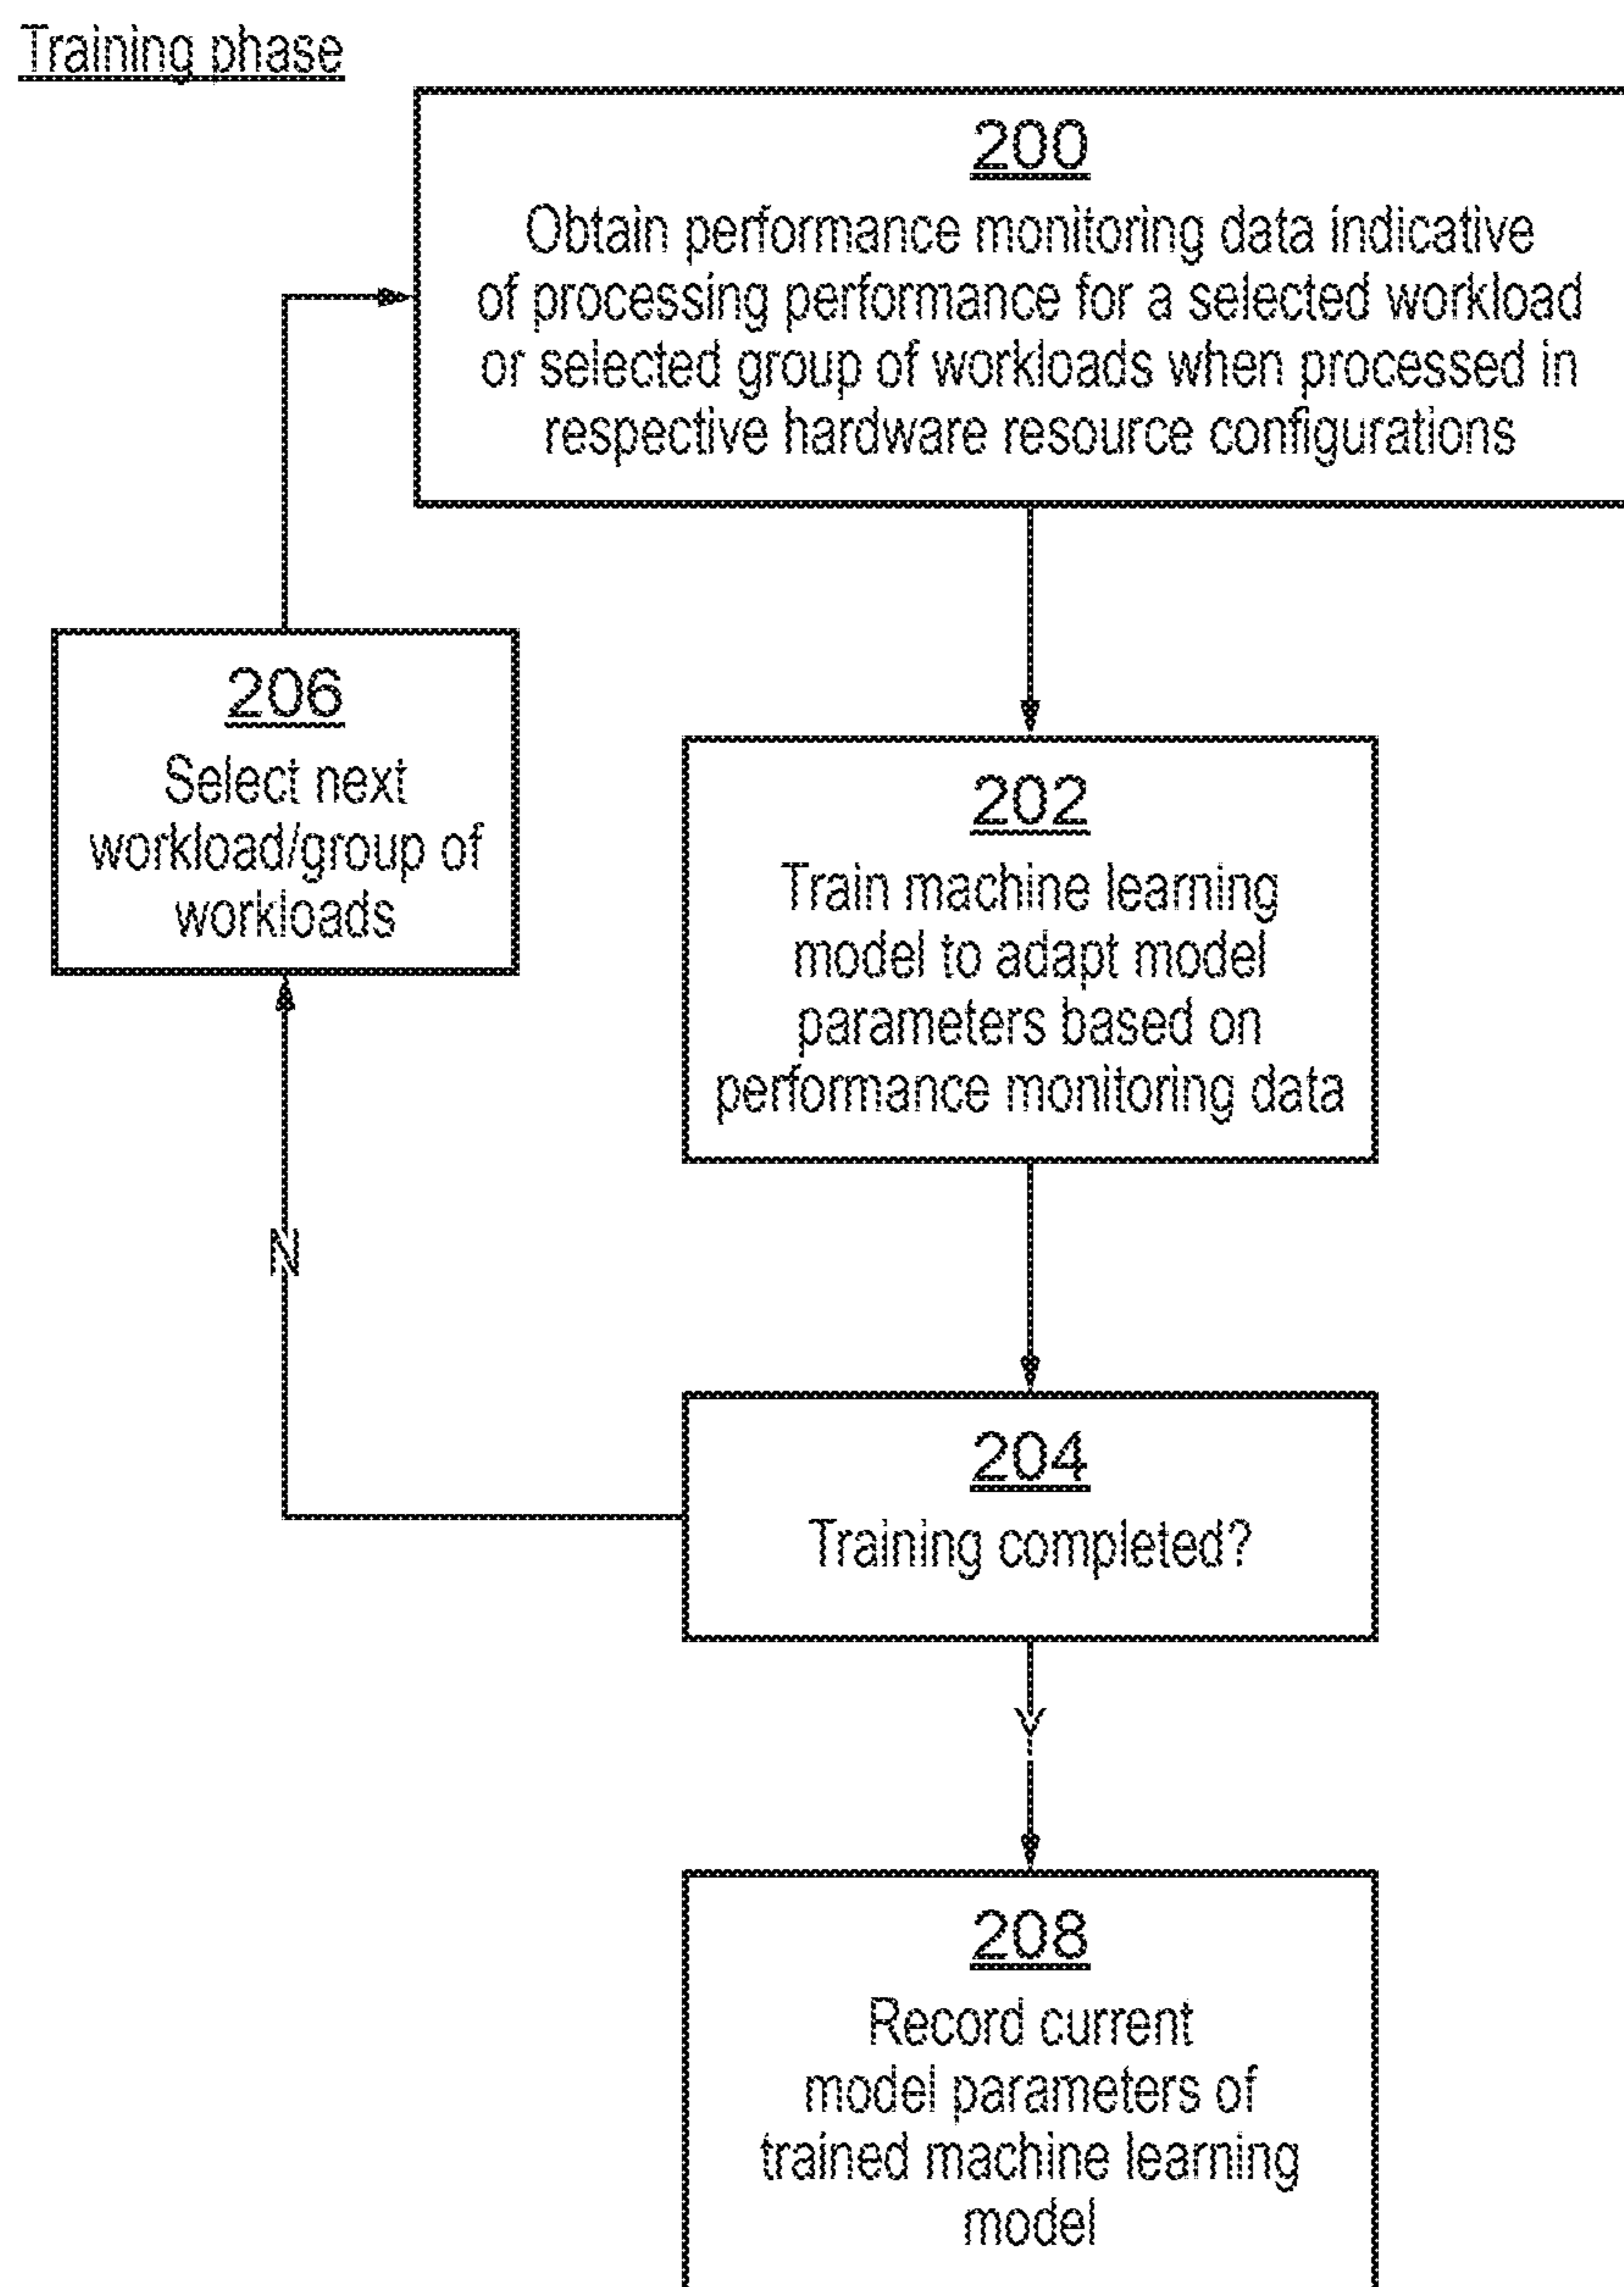 Training phase
200
Obtain performance monitoring data indicative
of processing performance for a selected workload
or selected group of workloads when processed in
respective hardware resource configurations
206
Select next
workload/group of
workloads
202
Train machine learning
model to adapt model
parameters based on
performance monitoring data
N
204
Training completed?
Y
208
Record current
model parameters of
trained machine learning
model